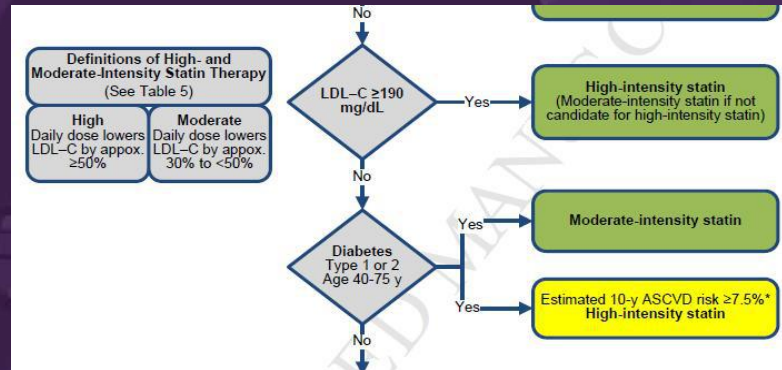 No
Definitions of High- and
Moderate-Intensity Statin Therapy
(See Table 5)
High
Daily dose lowers
LDL–C by appox.
≥50%
Moderate
Daily dose lowers
LDL–C by appox.
30% to <50%
LDL–C ≥190
mg/dL
Yes
High-intensity statin
(Moderate-intensity statin if not
candidate for high-intensity statin)
No
Diabetes
Type 1 or 2
Age 40-75 y
Yes
Moderate-intensity statin
Yes
Estimated 10-y ASCVD risk ≥7.5%*
High-intensity statin
No